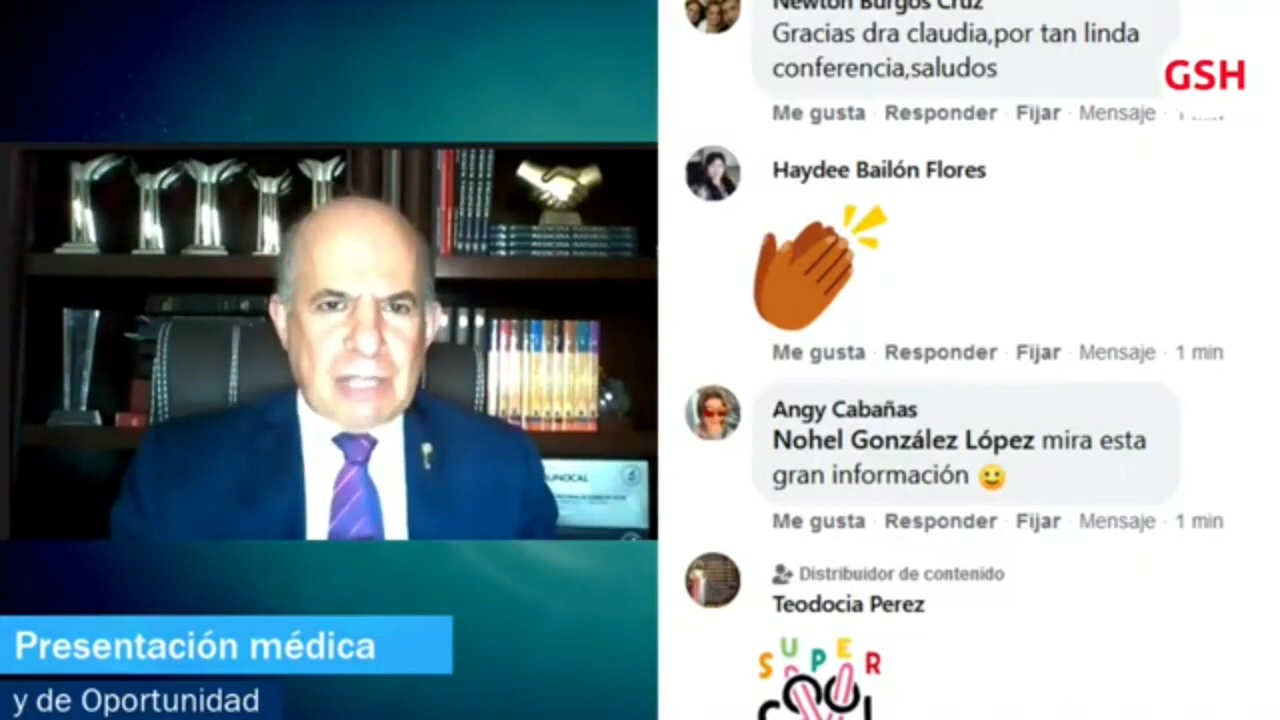 Newton Burgos Cruz
Gracias dra claudia,por tan linda
conferencia,saludos
GSH
Me gusta · Responder · Fijar · Mensaje ·
Haydee Bailón Flores
Me gusta · Responder · Fijar · Mensaje · 1 min
Angy Cabañas
Nohel González López mira esta
gran información
Me gusta · Responder · Fijar · Mensaje · 1 min
Distribuidor de contenido
Teodocia Perez
SUPER
Presentación médica
y de Oportunidad